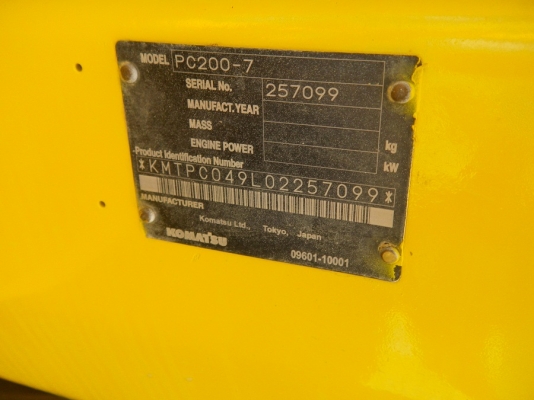 MODEL PC200-7
SERIAL No. 257099
MANUFACT.YEAR
MASS kg
ENGINE POWER kW
Product Identification Number
*KMTPC049L02257099*
MANUFACTURER
Komatsu Ltd., Tokyo, Japan
KOMATSU
09601-10001